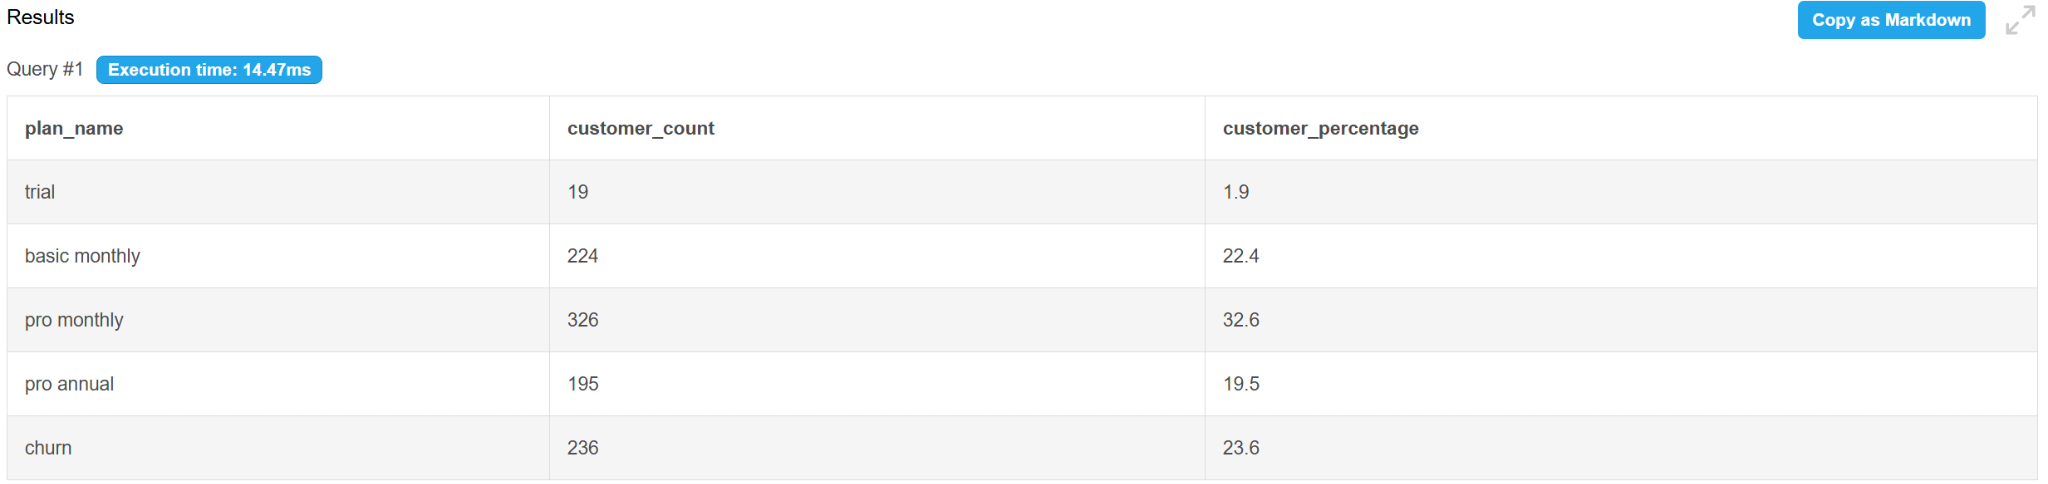 Results
Copy as Markdown
Query #1 Execution time: 14.47ms
plan_name customer_count customer_percentage
trial 19 1.9
basic monthly 224 22.4
pro monthly 326 32.6
pro annual 195 19.5
churn 236 23.6